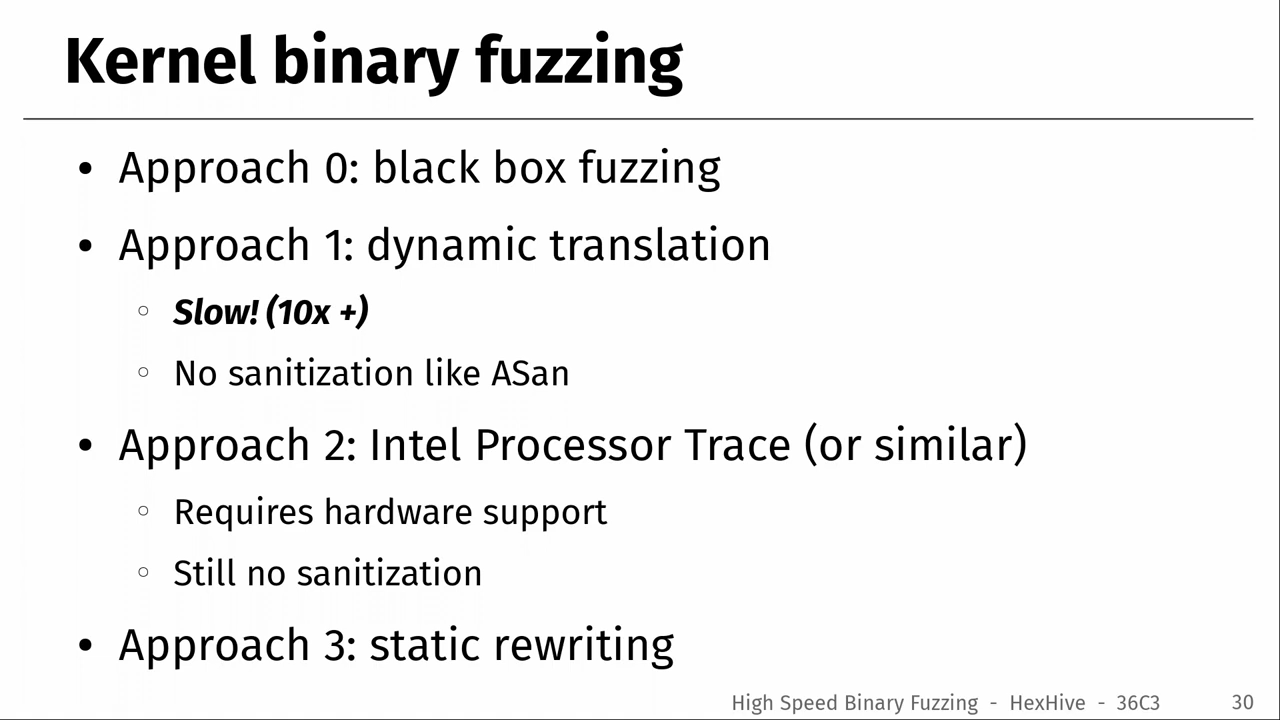 Kernel binary fuzzing
• Approach 0: black box fuzzing
• Approach 1: dynamic translation
○ Slow! (10x +)
○ No sanitization like ASan
• Approach 2: Intel Processor Trace (or similar)
○ Requires hardware support
○ Still no sanitization
• Approach 3: static rewriting
High Speed Binary Fuzzing - HexHive - 36C3 30